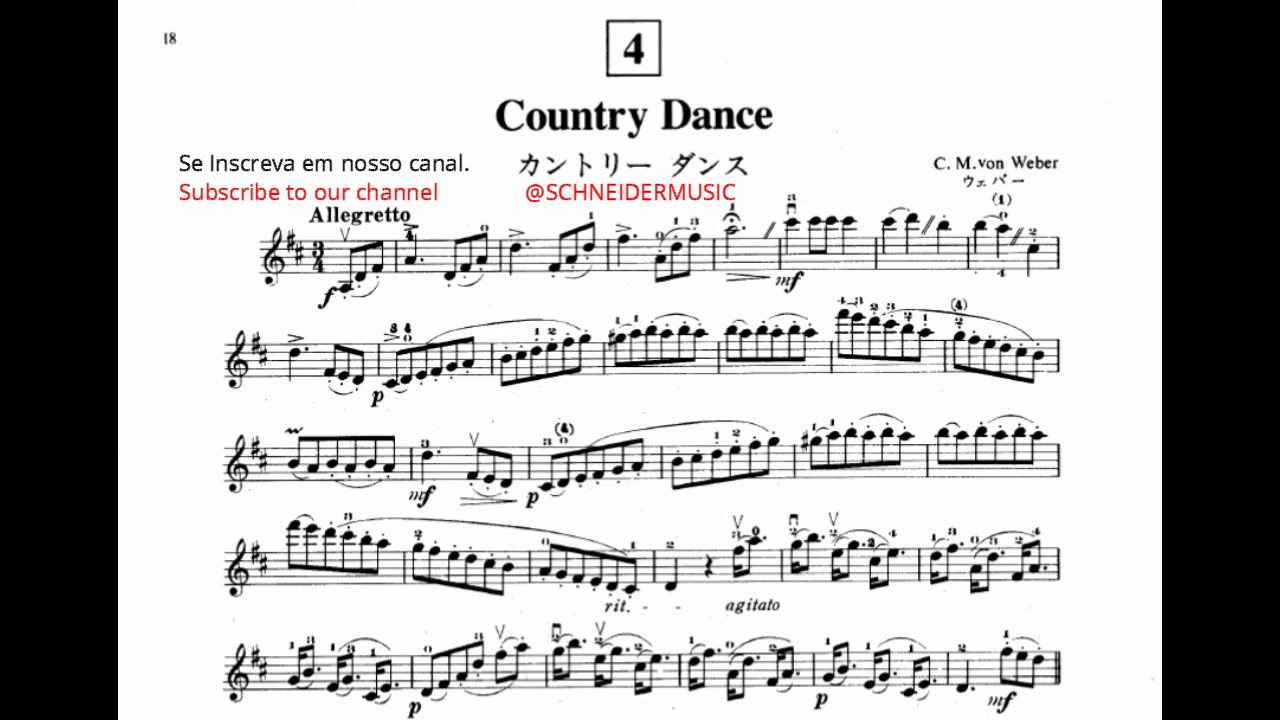 18
4
Country Dance
Se Inscreva em nosso canal.
カントリー ダンス
C. M. von Weber
Subscribe to our channel
@SCHNEIDERMUSIC
ウェバー
Allegretto
f
mf
p
mf
p
rit. - -
agitato
p
p
mf